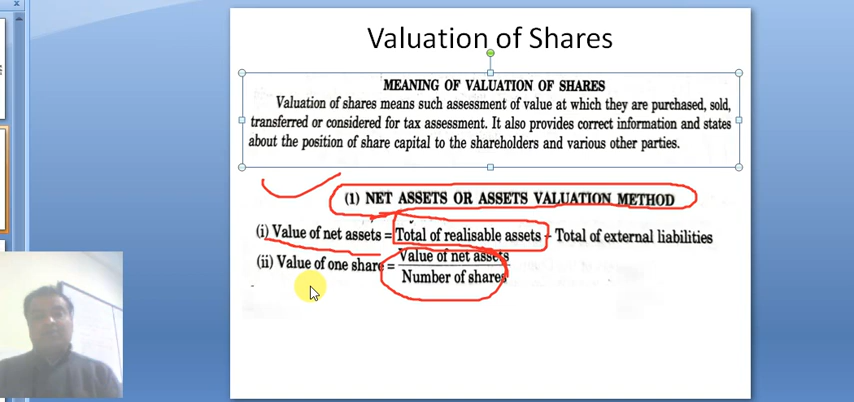 Valuation of Shares
MEANING OF VALUATION OF SHARES
Valuation of shares means such assessment of value at which they are purchased, sold,
transferred or considered for tax assessment. It also provides correct information and states
about the position of share capital to the shareholders and various other parties.
(1) NET ASSETS OR ASSETS VALUATION METHOD
(i) Value of net assets = Total of realisable assets - Total of external liabilities
(ii) Value of one share = Value of net assets
Number of shares